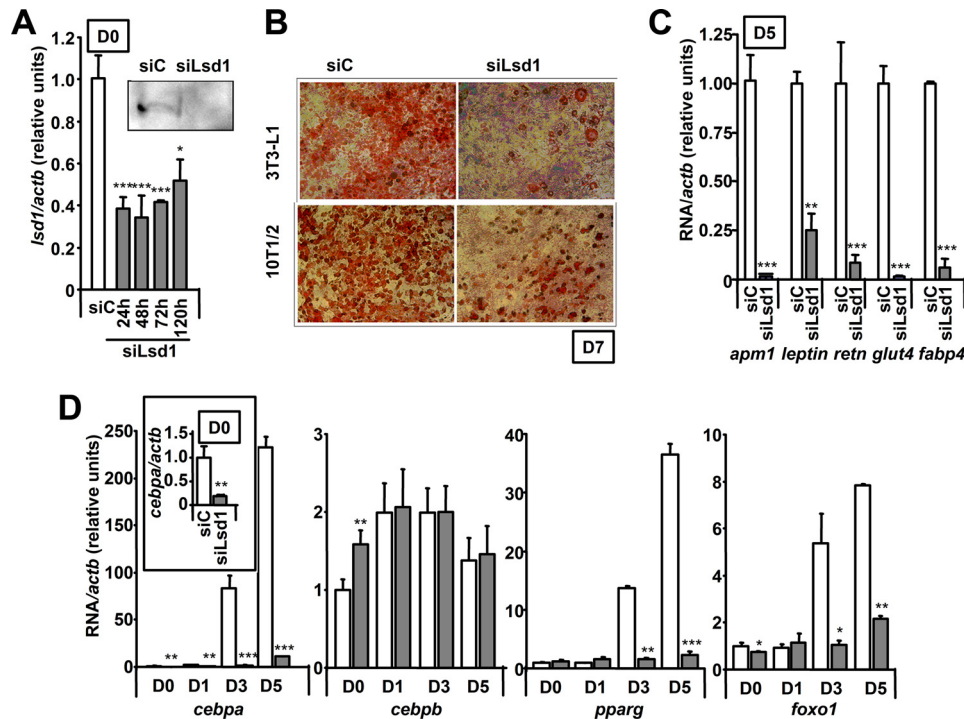 A
D0
lsd1/actb (relative units)
1.2
1.0
0.8
0.6
0.4
0.2
0.0
siC siLsd1
*** *** *** *
siC
24h
48h
72h
120h
siLsd1
B
siC siLsd1
3T3-L1
10T1/2
D7
C
D5
RNA/actb (relative units)
1.25
1.00
0.75
0.50
0.25
0
*** ** *** *** ***
siC siLsd1 siC siLsd1 siC siLsd1 siC siLsd1 siC siLsd1
apm1 leptin retn glut4 fabp4
D
RNA/actb (relative units)
250
200
150
100
50
0
D0
cebpa/actb
1.5
1.0
0.5
0
**
siC
siLsd1
** ** *** ***
D0 D1 D3 D5
cebpa
3
2
1
0
**
D0 D1 D3 D5
cebpb
40
30
20
10
0
** ***
D0 D1 D3 D5
pparg
10
8
6
4
2
0
* * **
D0 D1 D3 D5
foxo1